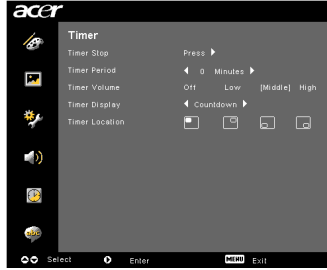 acer
Timer
Timer Stop Press
Timer Period 0 Minutes
Timer Volume Off Low [Middle] High
Timer Display Countdown
Timer Location
abc
Select Enter MENU Exit